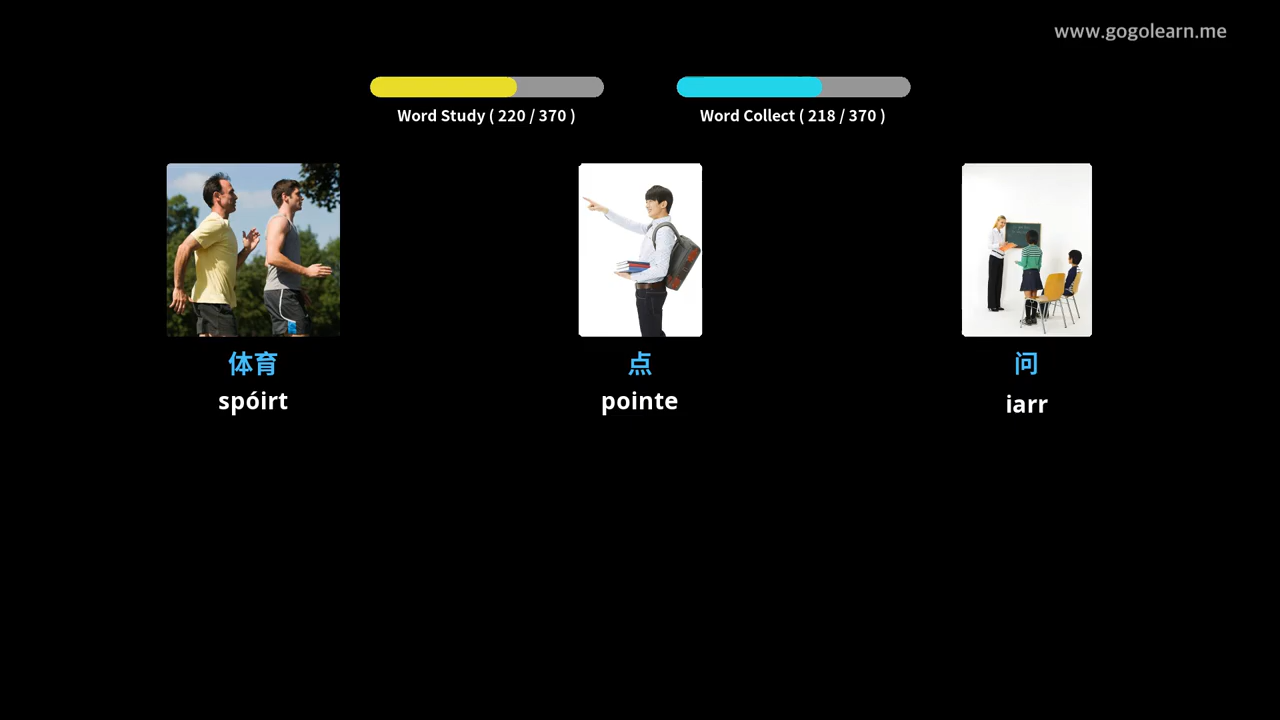 www.gogolearn.me
Word Study ( 220 / 370 )
Word Collect ( 218 / 370 )
体育
点
问
spóirt
pointe
iarr